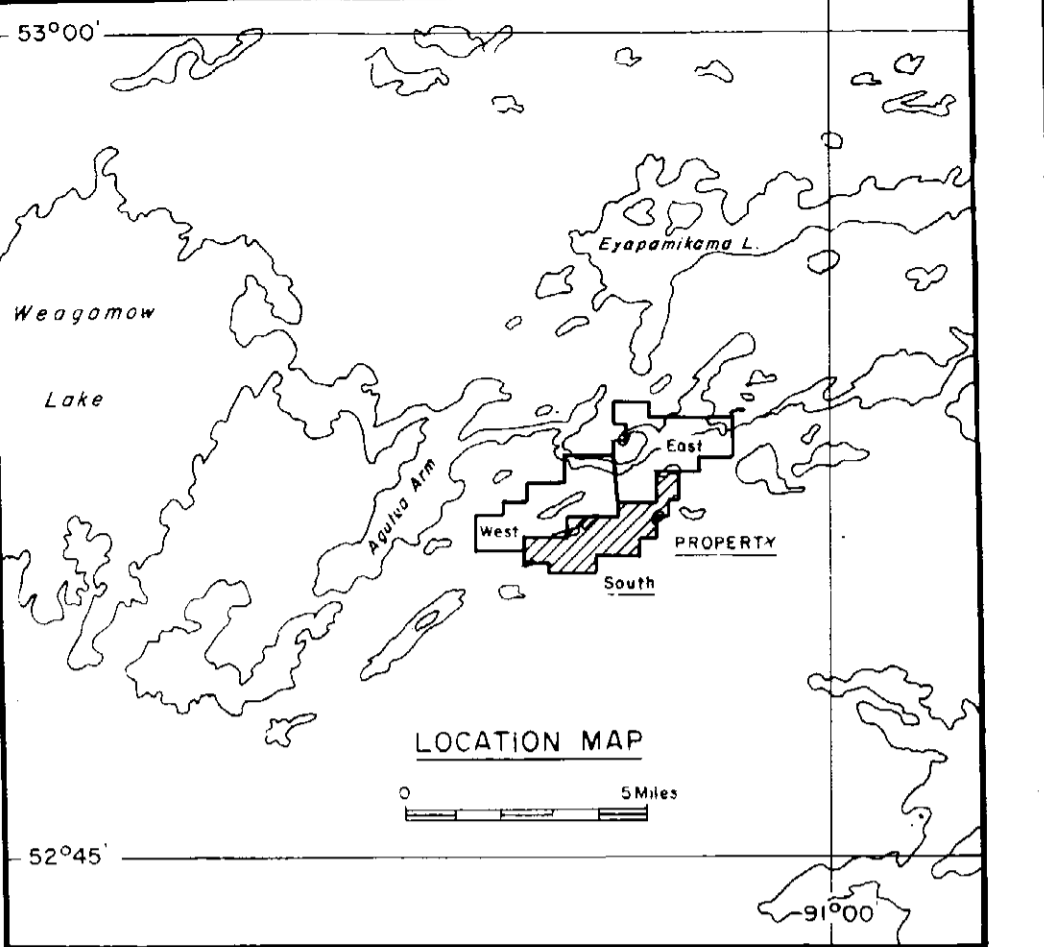 53°00'
Eyapamikama L.
Weagamow
Lake
East
Agutua Arm
West
PROPERTY
South
LOCATION MAP
0 5 Miles
52°45'
91°00'